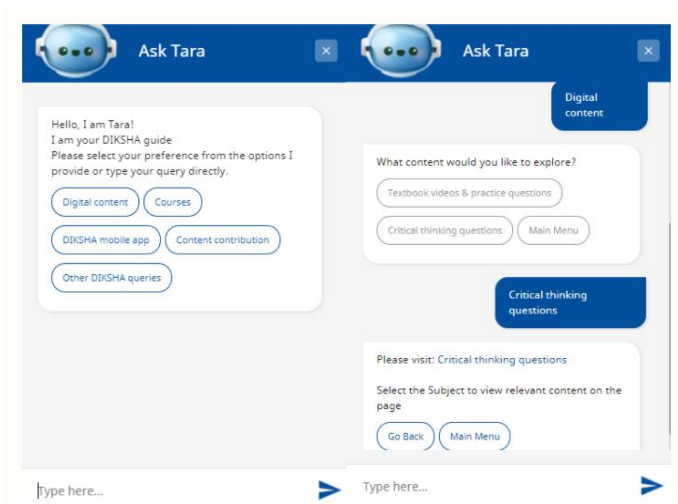 Ask Tara
×
Hello, I am Tara!
I am your DIKSHA guide
Please select your preference from the options I
provide or type your query directly.
Digital content
Courses
DIKSHA mobile app
Content contribution
Other DIKSHA queries
Type here...
Ask Tara
×
Digital
content
What content would you like to explore?
Textbook videos & practice questions
Critical thinking questions
Main Menu
Critical thinking
questions
Please visit: Critical thinking questions
Select the Subject to view relevant content on the
page
Go Back
Main Menu
Type here...